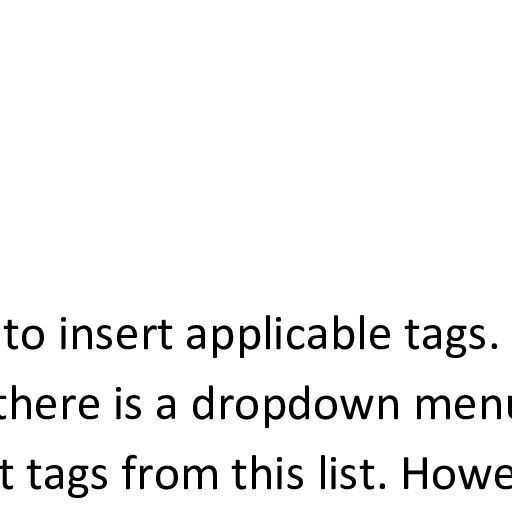 to insert applicable tags.
there is a dropdown menu
t tags from this list. Howe